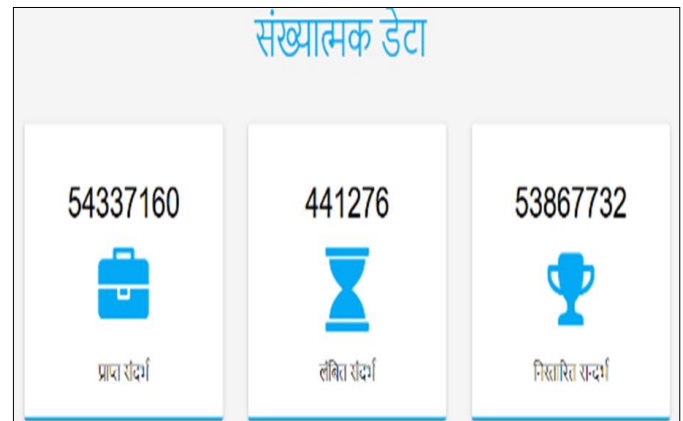 संख्यात्मक डेटा
54337160
441276
53867732
प्राप्त संदर्भ
लंबित संदर्भ
निस्तारित सन्दर्भ